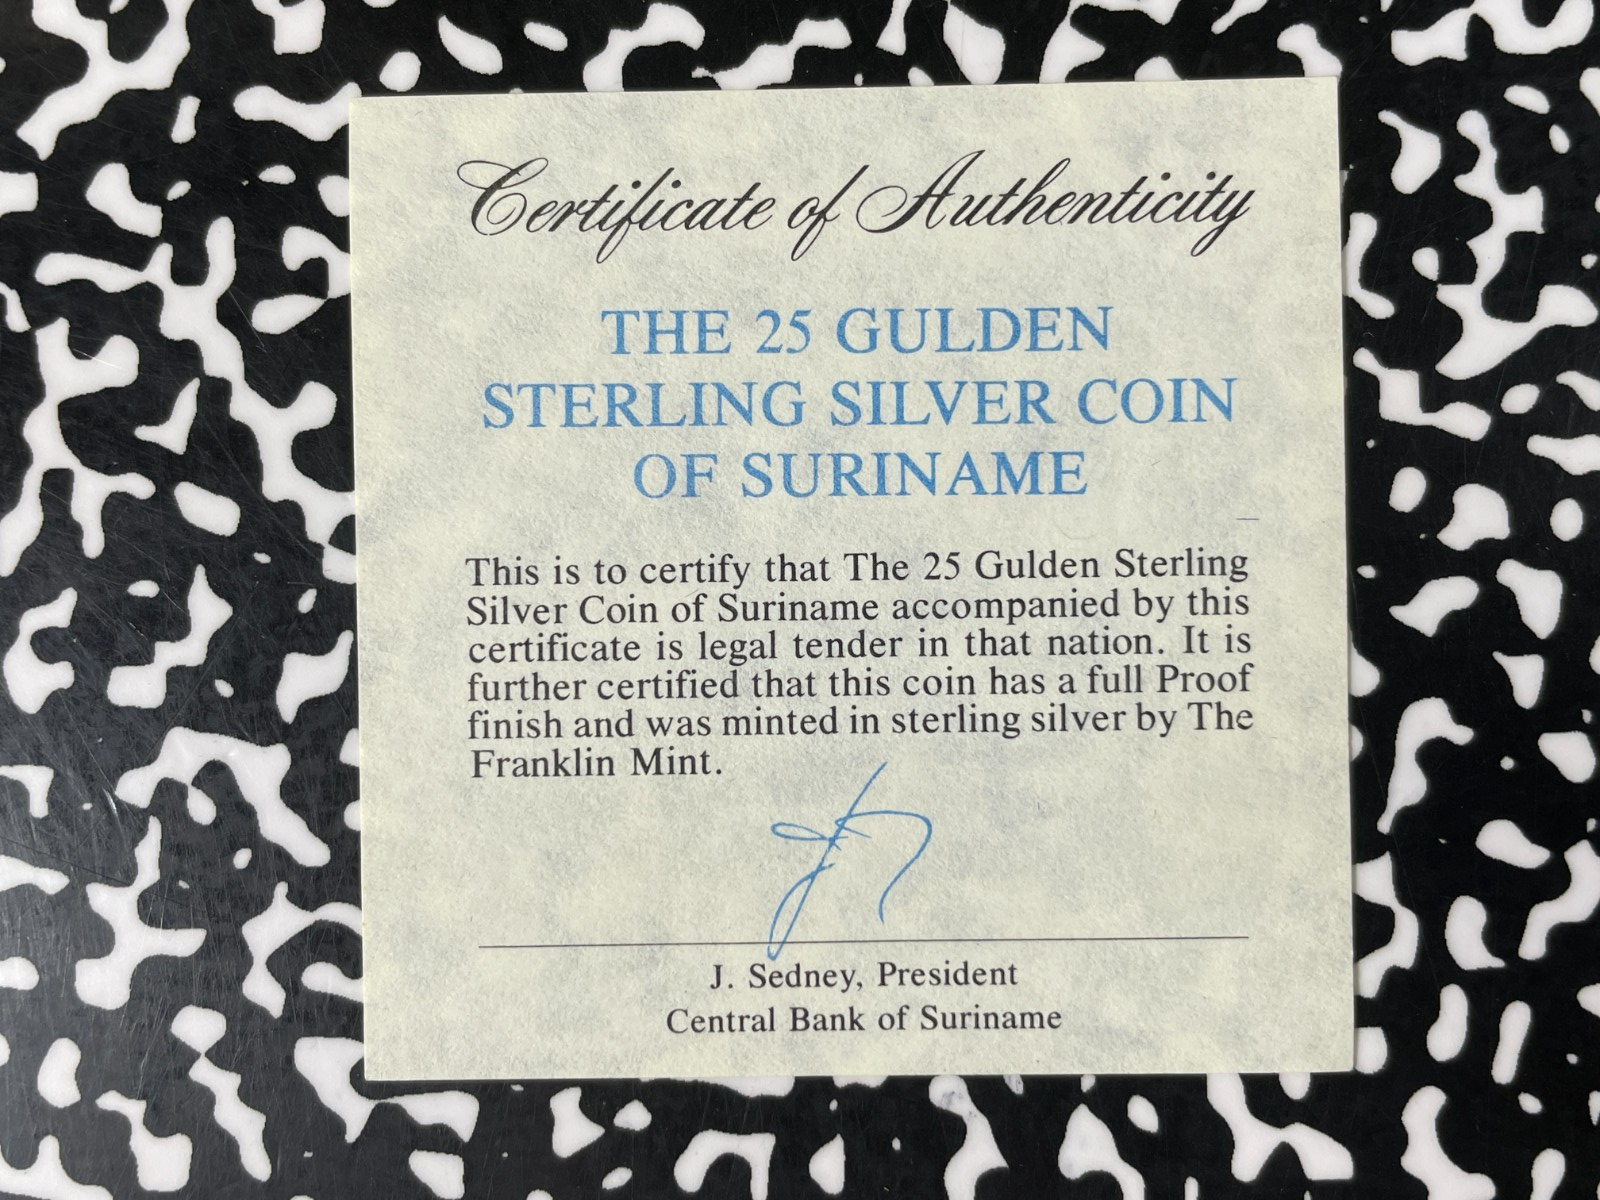 Certificate of Authenticity
THE 25 GULDEN
STERLING SILVER COIN
OF SURINAME
This is to certify that The 25 Gulden Sterling
Silver Coin of Suriname accompanied by this
certificate is legal tender in that nation. It is
further certified that this coin has a full Proof
finish and was minted in sterling silver by The
Franklin Mint.
J. Sedney, President
Central Bank of Suriname